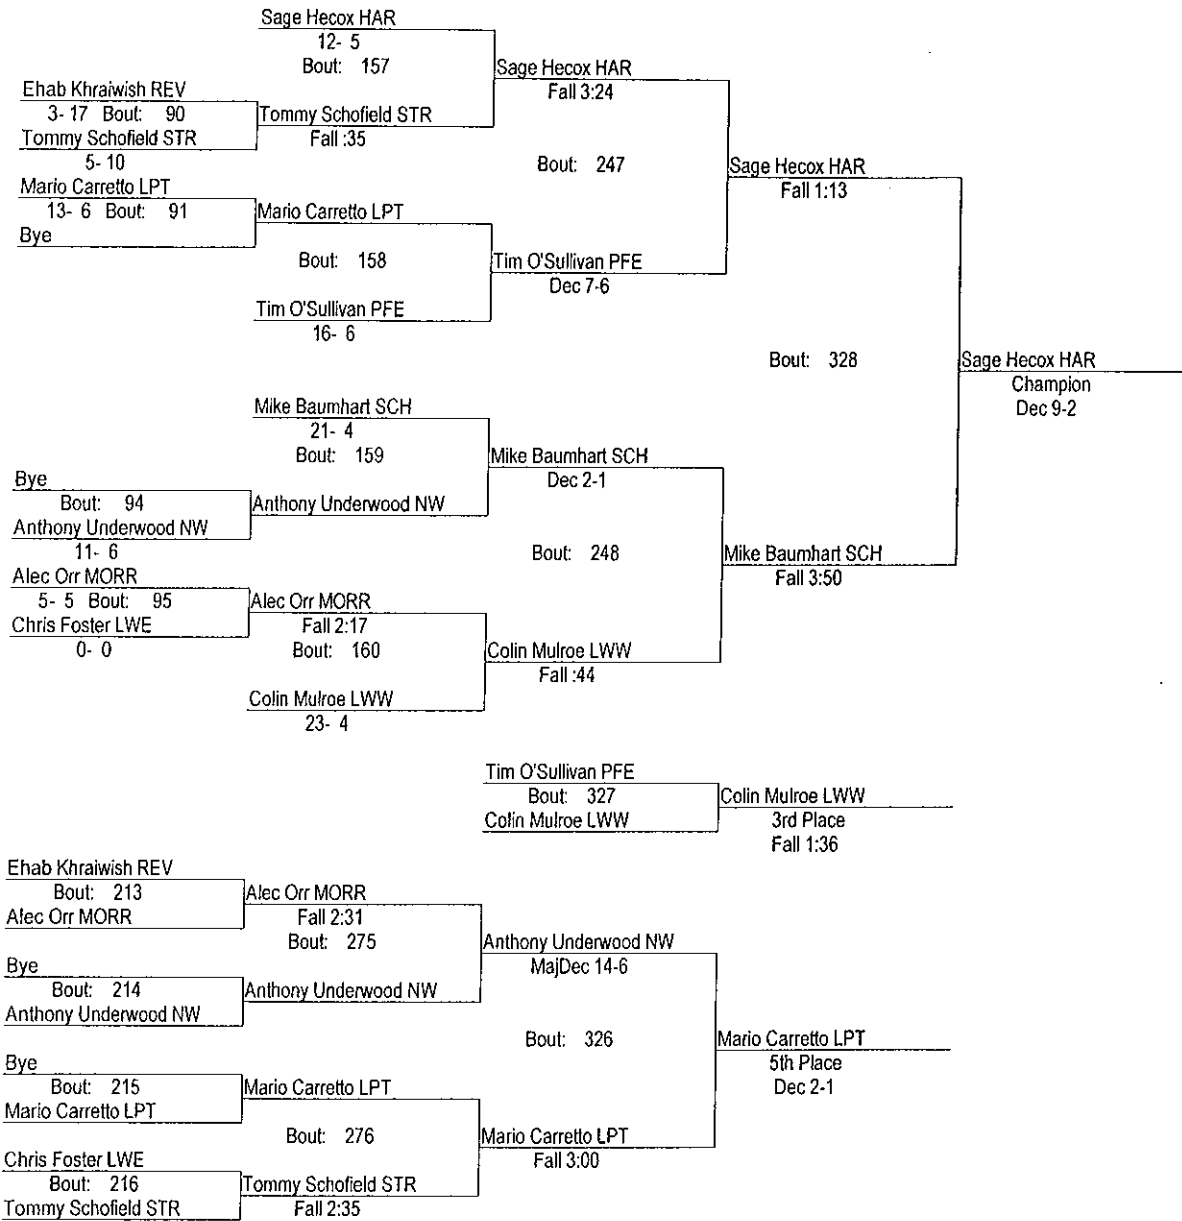 Sage Hecox HAR
12- 5
Bout: 157
Sage Hecox HAR
Fall 3:24
Ehab Khraiwish REV
3- 17 Bout: 90
Tommy Schofield STR
Fall :35
Tommy Schofield STR
5- 10
Bout: 247
Sage Hecox HAR
Fall 1:13
Mario Carretto LPT
13- 6 Bout: 91
Mario Carretto LPT
Bye
Bout: 158
Tim O'Sullivan PFE
Dec 7-6
Tim O'Sullivan PFE
16- 6
Bout: 328
Sage Hecox HAR
Champion
Dec 9-2
Mike Baumhart SCH
21- 4
Bout: 159
Mike Baumhart SCH
Dec 2-1
Bye
Bout: 94
Anthony Underwood NW
Anthony Underwood NW
11- 6
Bout: 248
Mike Baumhart SCH
Fall 3:50
Alec Orr MORR
5- 5 Bout: 95
Alec Orr MORR
Fall 2:17
Chris Foster LWE
0- 0
Bout: 160
Colin Mulroe LWW
Fall :44
Colin Mulroe LWW
23- 4
Tim O'Sullivan PFE
Bout: 327
Colin Mulroe LWW
Colin Mulroe LWW
3rd Place
Fall 1:36
Ehab Khraiwish REV
Bout: 213
Alec Orr MORR
Alec Orr MORR
Fall 2:31
Bout: 275
Anthony Underwood NW
MajDec 14-6
Bye
Bout: 214
Anthony Underwood NW
Anthony Underwood NW
Bout: 326
Mario Carretto LPT
5th Place
Dec 2-1
Bye
Bout: 215
Mario Carretto LPT
Mario Carretto LPT
Bout: 276
Mario Carretto LPT
Fall 3:00
Chris Foster LWE
Bout: 216
Tommy Schofield STR
Tommy Schofield STR
Fall 2:35